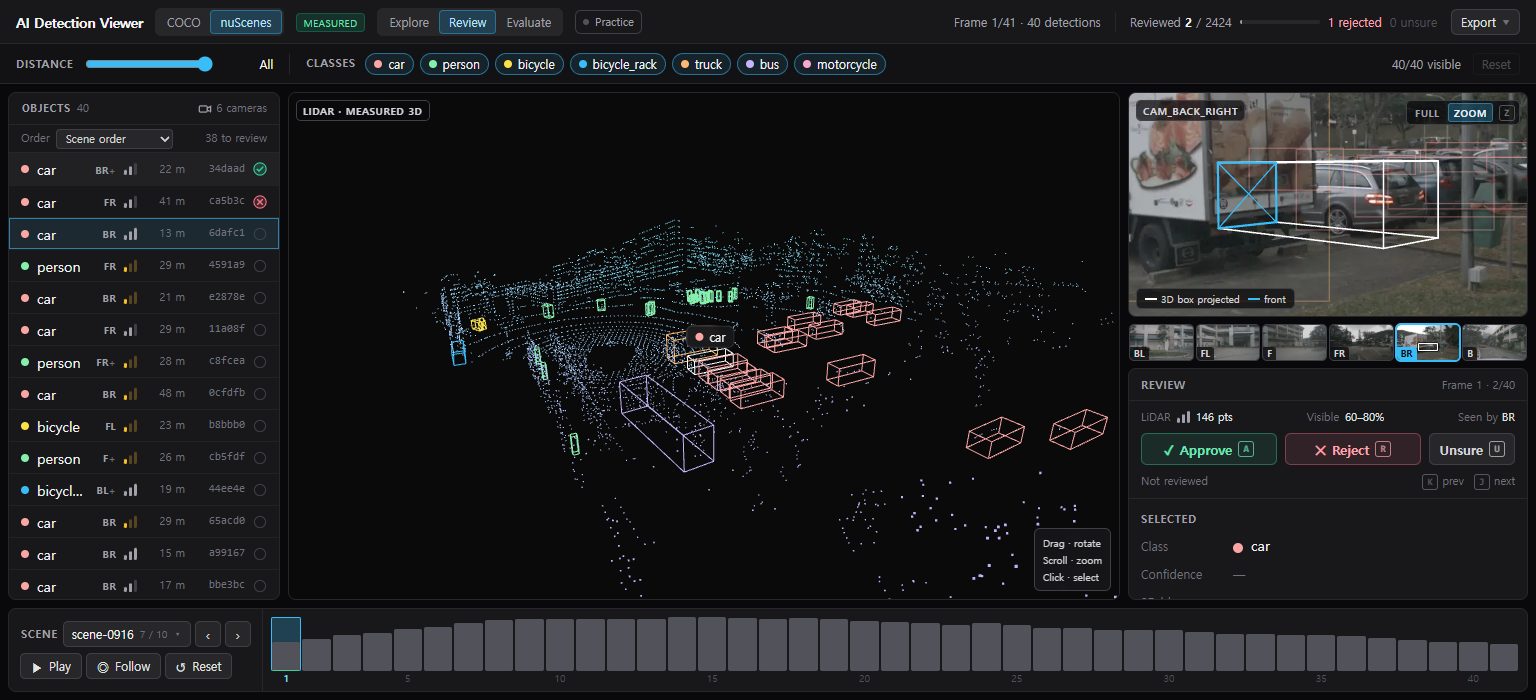 AI Detection Viewer COCO nuScenes MEASURED Explore Review Evaluate Practice Frame 1/41 · 40 detections Reviewed 2 / 2424 1 rejected 0 unsure Export
DISTANCE All CLASSES car person bicycle bicycle_rack truck bus motorcycle 40/40 visible Reset
OBJECTS 40 6 cameras
Order Scene order 38 to review
car BR+ 22 m 34daad
car FR 41 m ca5b3c
car BR 13 m 6dafc1
person FR 29 m 4591a9
car BR 21 m e2878e
car FR 29 m 11a08f
person FR+ 28 m c8fcea
car BR 48 m 0cfdfb
bicycle FL 23 m b8bbb0
person F+ 26 m cb5fdf
bicycl... BL+ 19 m 44ee4e
car BR 29 m 65acd0
car BR 15 m a99167
car BR 17 m bbe3bc
LIDAR · MEASURED 3D
car
Drag · rotate
Scroll · zoom
Click · select
CAM_BACK_RIGHT FULL ZOOM Z
3D box projected front
BL FL F FR BR B
REVIEW Frame 1 · 2/40
LiDAR 146 pts Visible 60–80% Seen by BR
Approve A Reject R Unsure U
Not reviewed K prev J next
SELECTED
Class car
Confidence —
SCENE scene-0916 7 / 10 ‹ ›
Play Follow Reset
1 5 10 15 20 25 30 35 40